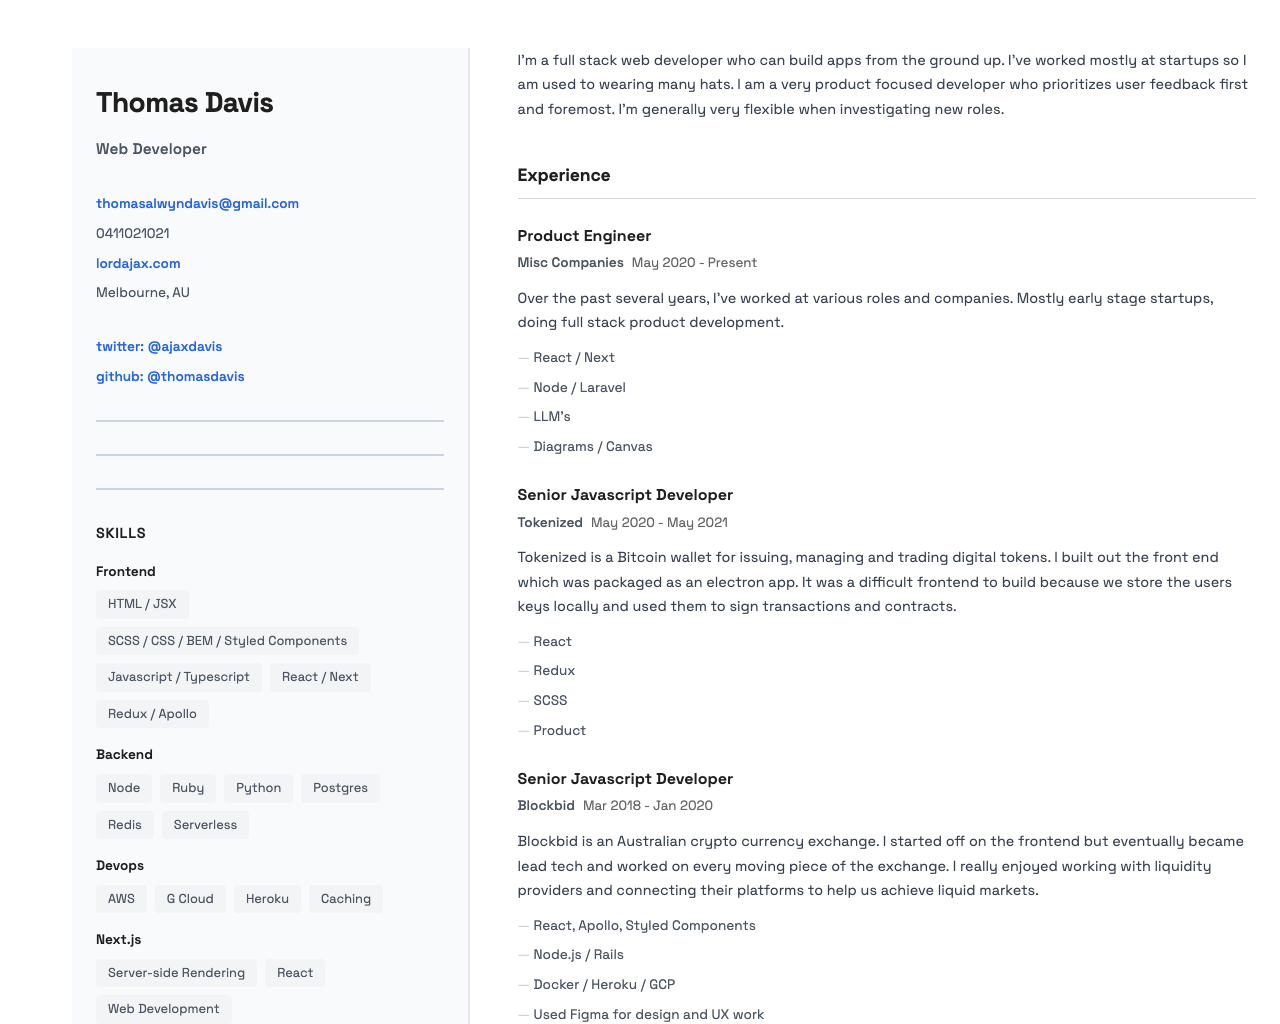 Thomas Davis
Web Developer
thomasalwyndavis@gmail.com
0411021021
lordajax.com
Melbourne, AU
twitter: @ajaxdavis
github: @thomasdavis
SKILLS
Frontend
HTML / JSX
SCSS / CSS / BEM / Styled Components
Javascript / Typescript
React / Next
Redux / Apollo
Backend
Node
Ruby
Python
Postgres
Redis
Serverless
Devops
AWS
G Cloud
Heroku
Caching
Next.js
Server-side Rendering
React
Web Development
I'm a full stack web developer who can build apps from the ground up. I've worked mostly at startups so I
am used to wearing many hats. I am a very product focused developer who prioritizes user feedback first
and foremost. I'm generally very flexible when investigating new roles.
Experience
Product Engineer
Misc Companies May 2020 - Present
Over the past several years, I've worked at various roles and companies. Mostly early stage startups,
doing full stack product development.
— React / Next
— Node / Laravel
— LLM's
— Diagrams / Canvas
Senior Javascript Developer
Tokenized May 2020 - May 2021
Tokenized is a Bitcoin wallet for issuing, managing and trading digital tokens. I built out the front end
which was packaged as an electron app. It was a difficult frontend to build because we store the users
keys locally and used them to sign transactions and contracts.
— React
— Redux
— SCSS
— Product
Senior Javascript Developer
Blockbid Mar 2018 - Jan 2020
Blockbid is an Australian crypto currency exchange. I started off on the frontend but eventually became
lead tech and worked on every moving piece of the exchange. I really enjoyed working with liquidity
providers and connecting their platforms to help us achieve liquid markets.
— React, Apollo, Styled Components
— Node.js / Rails
— Docker / Heroku / GCP
— Used Figma for design and UX work